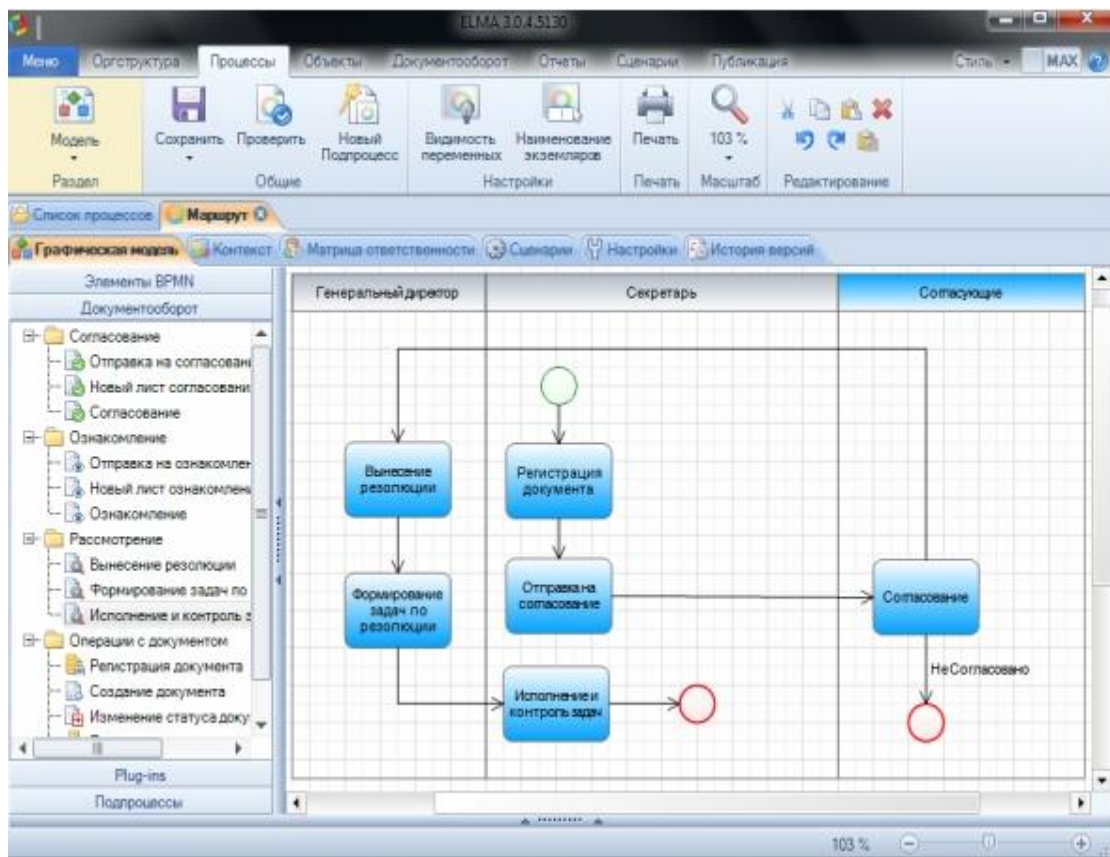 ELMA 3.0.4.5130
Меню Оргструктура Процессы Объекты Документооборот Отчеты Сценарии Публикация Стиль MAX
Модель Сохранить Проверить Новый Подпроцесс Видимость переменных Наименование экземпляров Печать 103 %
Раздел Общие Настройки Печать Масштаб Редактирование
Список процессов Маршрут
Графическая модель Контекст Матрица ответственности Сценарии Настройки История версий
Элементы BPMN
Документооборот
Согласование
Отправка на согласовани
Новый лист согласовани
Согласование
Ознакомление
Отправка на ознакомлен
Новый лист ознакомлени
Ознакомление
Рассмотрение
Вынесение резолюции
Формирование задач по
Исполнение и контроль з
Операции с документом
Регистрация документа
Создание документа
Изменение статуса доку
Plug-ins
Подпроцессы
Генеральный директор Секретарь Согласующие
Вынесение
резолюции
Регистрация
документа
Формирование
задач по
резолюции
Отправка на
согласование
Согласование
НеСогласовано
Исполнение и
контроль задач
103 %